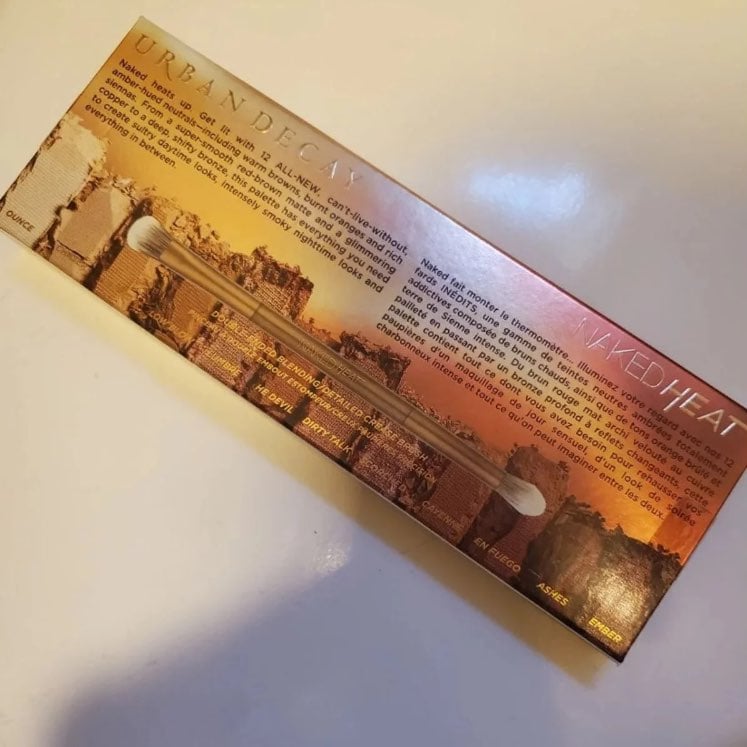 URBAN DECAY
Naked heats up. Get lit with 12 ALL-NEW, can't-live-without,
amber-hued neutrals—including warm browns, burnt oranges and rich
siennas. From a super-smooth red-brown matte and a glimmering
copper to a deep, shifty bronze, this palette has everything you need
to create sultry daytime looks, intensely smoky nighttime looks and
everything in between.
NAKEDHEAT
Naked fait monter le thermomètre... Illuminez votre regard avec nos 12
fards INÉDITS, une gamme de teintes neutres ambrées totalement
addictives composée de bruns chauds, ainsi que de tons orange brûlé et
terre de Sienne intense. Du brun rouge mat archi velouté au cuivre
pailleté en passant par un bronze profond à reflets changeants, cette
palette contient tout ce dont vous avez besoin pour rehausser vos
paupières d'un maquillage de jour sensuel, d'un look de soirée
charbonneux intense et tout ce qu'on peut imaginer entre les deux.
BLENDING/DETAILED CREASE BRUSH
OUNCE
LUMBRE
HE DEVIL
DIRTY TALK
CAYENNE
EN FUEGO
ASHES
EMBER